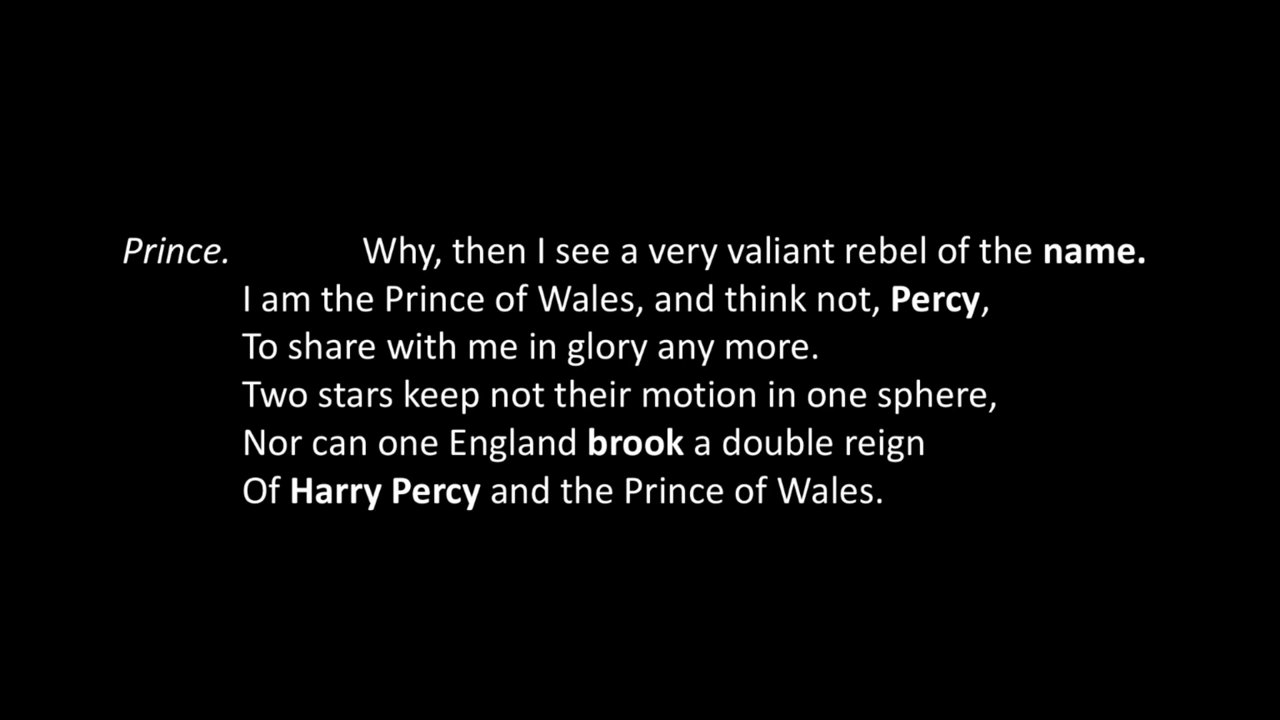 Prince. Why, then I see a very valiant rebel of the name.
I am the Prince of Wales, and think not, Percy,
To share with me in glory any more.
Two stars keep not their motion in one sphere,
Nor can one England brook a double reign
Of Harry Percy and the Prince of Wales.